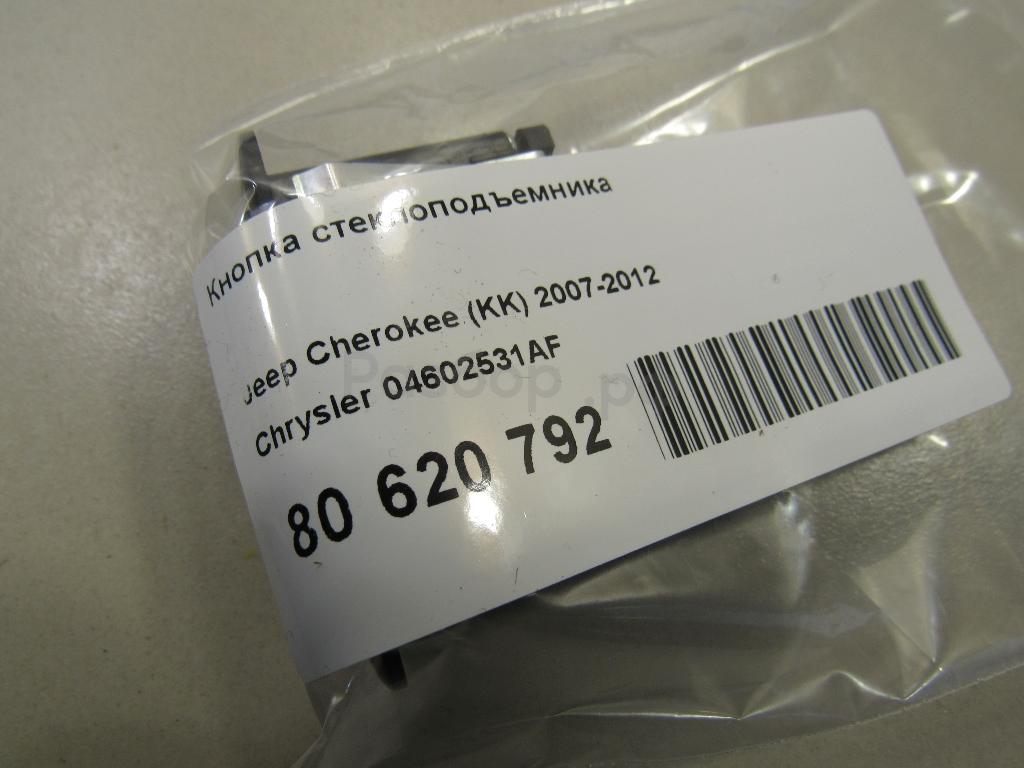 Кнопка стеклоподъемника
Jeep Cherokee (KK) 2007-2012
Chrysler 04602531AF
80 620 792